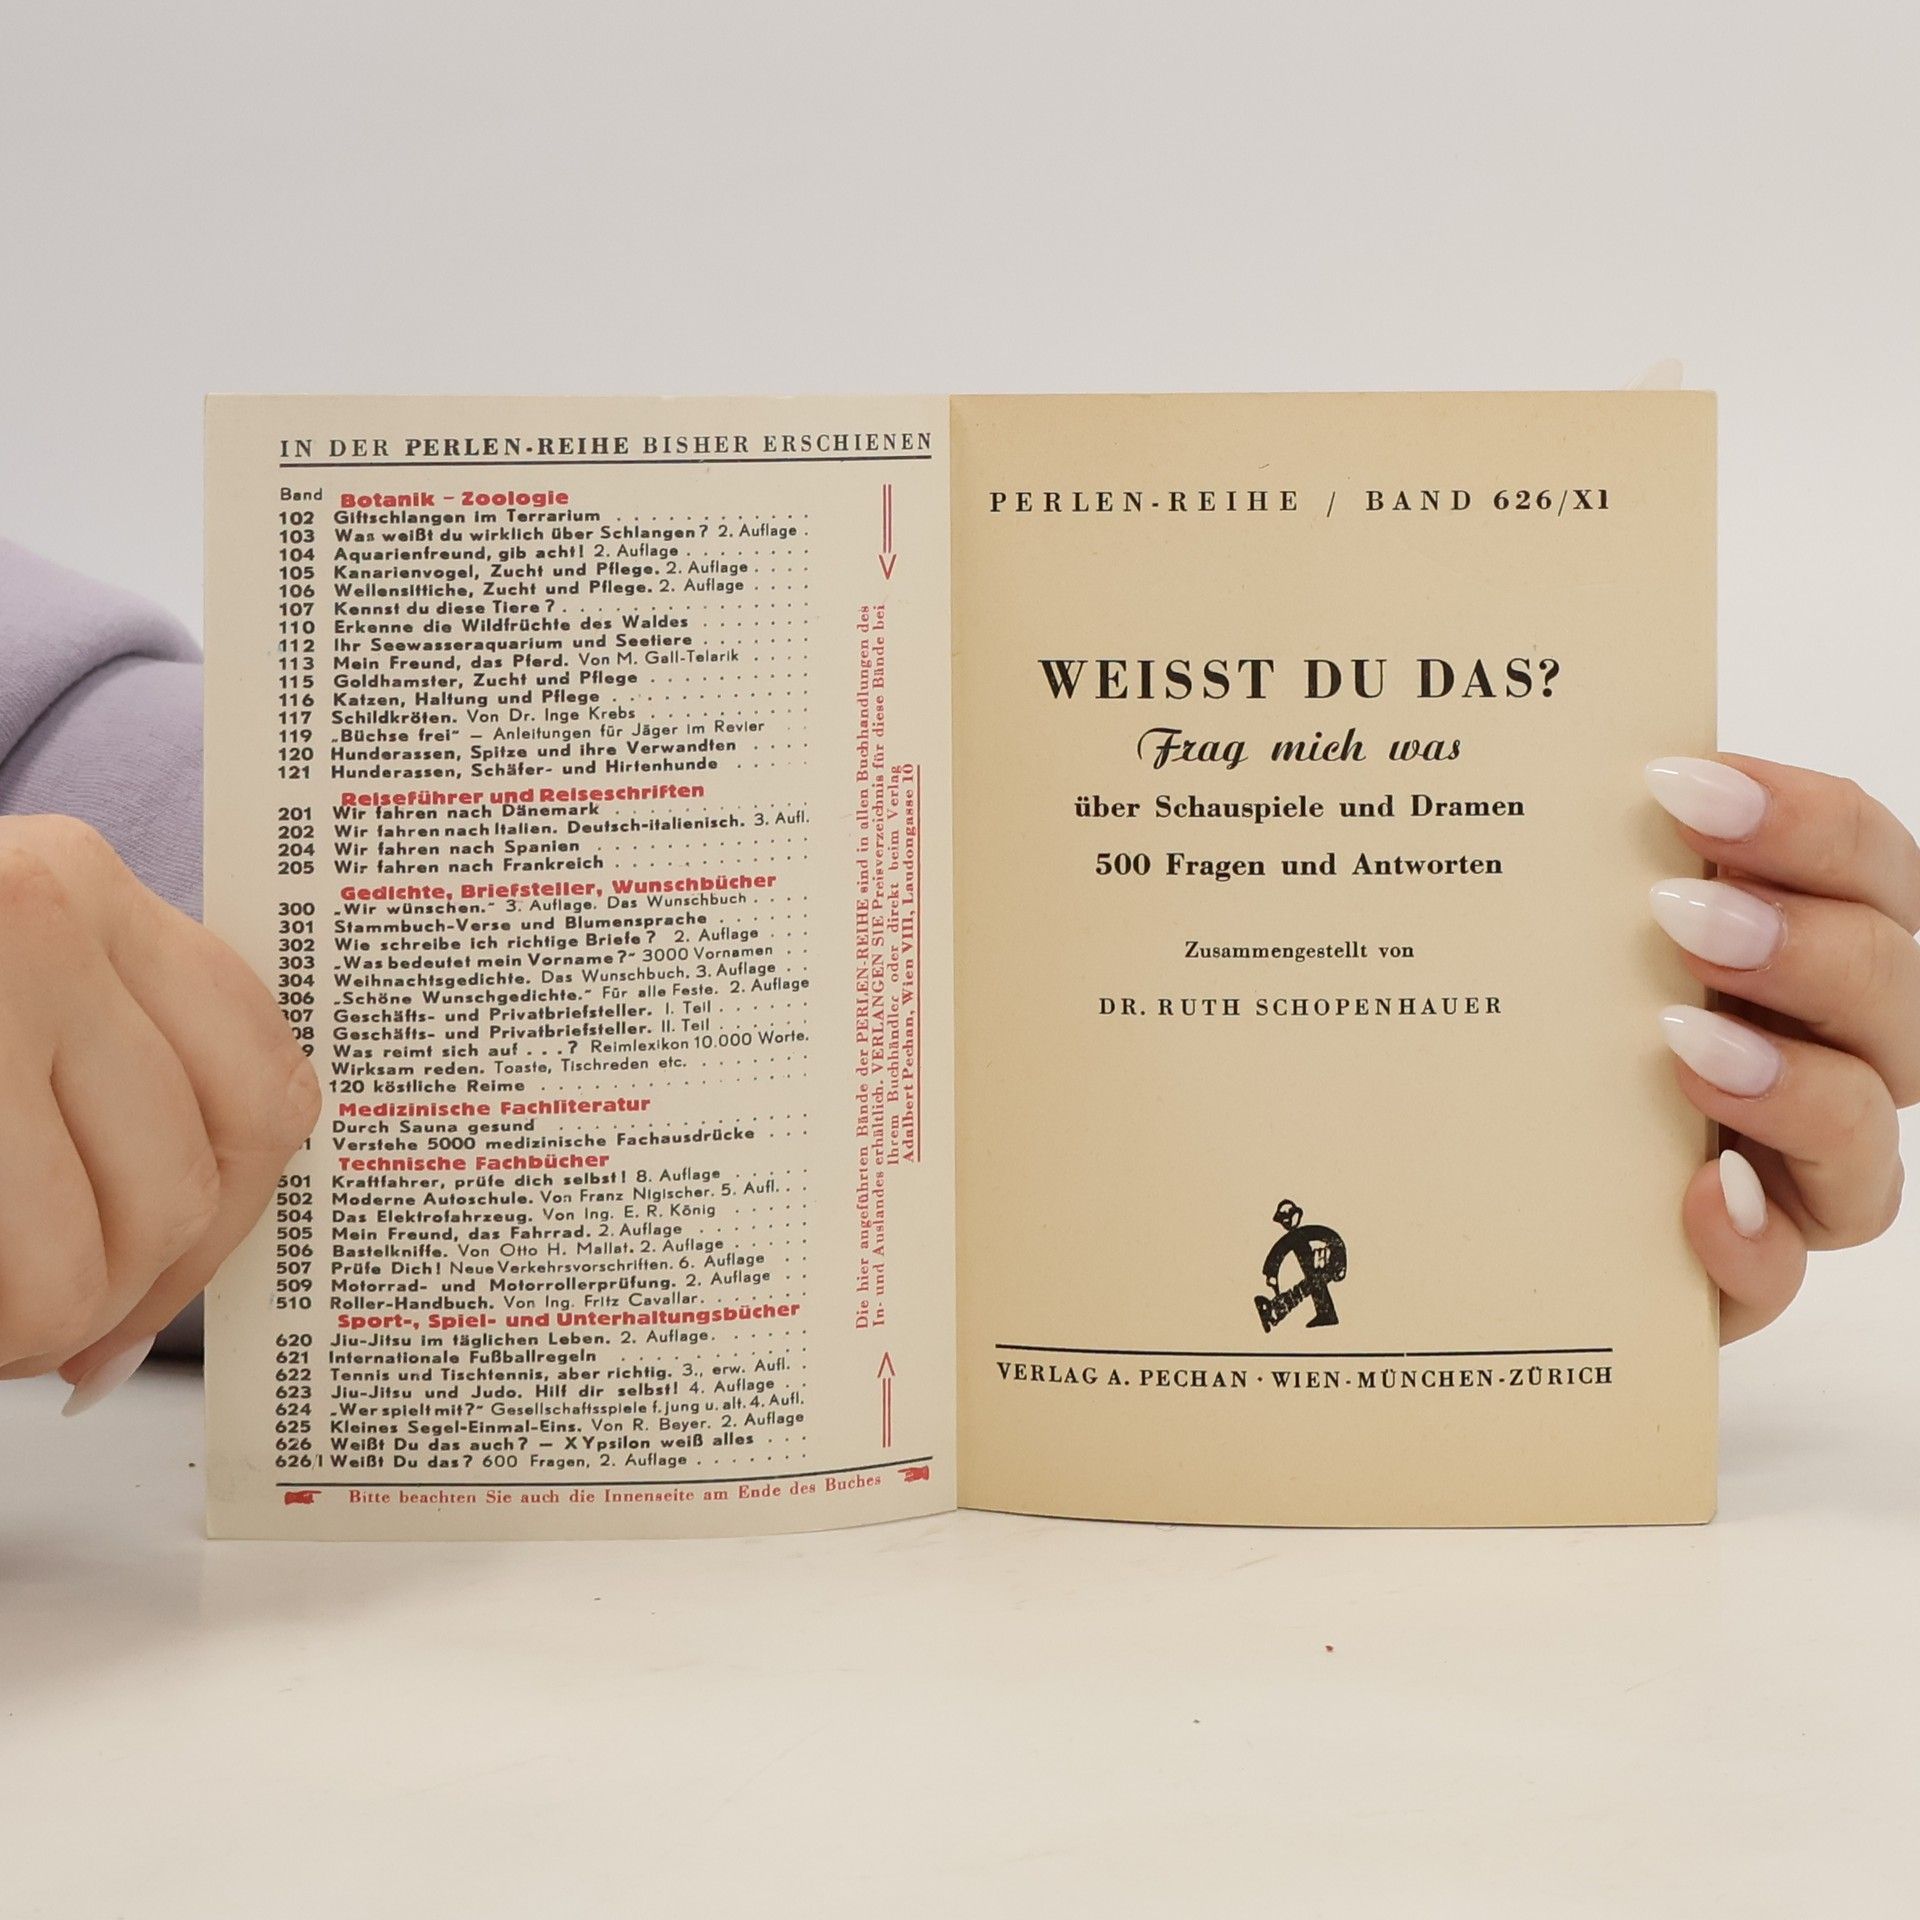 IN DER PERLEN-REIHE BISHER ERSCHIENEN
Band Botanik – Zoologie
102 Giftschlangen im Terrarium
103 Was weißt du wirklich über Schlangen? 2. Auflage
104 Aquarienfreund, gib acht! 2. Auflage
105 Kanarienvogel, Zucht und Pflege. 2. Auflage
106 Wellensittiche, Zucht und Pflege. 2. Auflage
107 Kennst du diese Tiere?
110 Erkenne die Wildfrüchte des Waldes
112 Ihr Seewasseraquarium und Seetiere
113 Mein Freund, das Pferd. Von M. Gall-Telarik
115 Goldhamster, Zucht und Pflege
116 Katzen, Haltung und Pflege
117 Schildkröten. Von Dr. Inge Krebs
119 „Büchse frei“ – Anleitungen für Jäger im Revier
120 Hunderassen, Spitze und ihre Verwandten
121 Hunderassen, Schäfer- und Hirtenhunde
Reiseführer und Reiseschriften
201 Wir fahren nach Dänemark
202 Wir fahren nach Italien. Deutsch-italienisch. 3. Aufl.
204 Wir fahren nach Spanien
205 Wir fahren nach Frankreich
Gedichte, Briefsteller, Wunschbücher
300 „Wir wünschen.“ 3. Auflage. Das Wunschbuch
301 Stammbuch-Verse und Blumensprache
302 Wie schreibe ich richtige Briefe? 2. Auflage
303 „Was bedeutet mein Vorname?“ 3000 Vornamen
304 Weihnachtsgedichte. Das Wunschbuch. 3. Auflage
306 „Schöne Wunschgedichte.“ Für alle Feste. 2. Auflage
307 Geschäfts- und Privatbriefsteller. I. Teil
08 Geschäfts- und Privatbriefsteller. II. Teil
9 Was reimt sich auf . . . ? Reimlexikon 10.000 Worte.
Wirksam reden. Toaste, Tischreden etc.
120 köstliche Reime
Medizinische Fachliteratur
Durch Sauna gesund
1 Verstehe 5000 medizinische Fachausdrücke
Technische Fachbücher
501 Kraftfahrer, prüfe dich selbst! 8. Auflage
502 Moderne Autoschule. Von Franz Niglscher. 5. Aufl.
504 Das Elektrofahrzeug. Von Ing. E. R. König
505 Mein Freund, das Fahrrad. 2. Auflage
506 Bastelkniffe. Von Otto H. Mallat. 2. Auflage
507 Prüfe Dich! Neue Verkehrsvorschriften. 6. Auflage
509 Motorrad- und Motorrollerprüfung. 2. Auflage
510 Roller-Handbuch. Von Ing. Fritz Cavallar.
Sport-, Spiel- und Unterhaltungsbücher
620 Jiu-Jitsu im täglichen Leben. 2. Auflage.
621 Internationale Fußballregeln
622 Tennis und Tischtennis, aber richtig. 3., erw. Aufl.
623 Jiu-Jitsu und Judo. Hilf dir selbst! 4. Auflage
624 „Wer spielt mit?“ Gesellschaftsspiele f. jung u. alt. 4. Aufl.
625 Kleines Segel-Einmal-Eins. Von R. Beyer. 2. Auflage
626 Weißt Du das auch? – X Ypsilon weiß alles
626/I Weißt Du das? 600 Fragen, 2. Auflage
Bitte beachten Sie auch die Innenseite am Ende des Buches
Die hier angeführten Bände der PERLEN-REIHE sind in allen Buchhandlungen des
In- und Auslandes erhältlich. VERLANGEN SIE Preisverzeichnis für diese Bände bei
Ihrem Buchhändler oder direkt beim Verlag
Adalbert Pechan, Wien VIII, Laudongasse 10
PERLEN-REIHE / BAND 626/X1
WEISST DU DAS?
Frag mich was
über Schauspiele und Dramen
500 Fragen und Antworten
Zusammengestellt von
DR. RUTH SCHOPENHAUER
VERLAG A. PECHAN · WIEN-MÜNCHEN-ZÜRICH